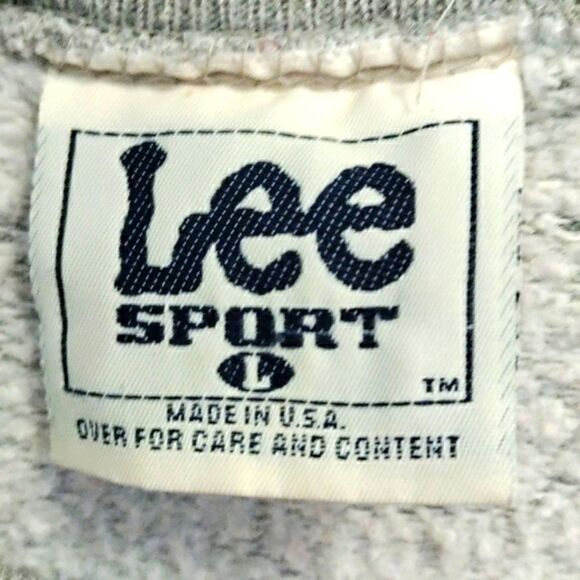 Lee
SPORT
L
TM
MADE IN U.S.A.
OVER FOR CARE AND CONTENT